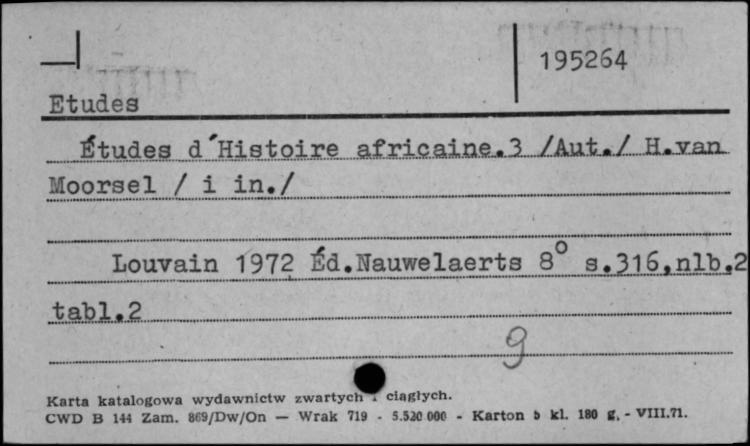 195264
Etudes
Études d´Histoire africaine.3 /Aut./ H.van
Moorsel / i in./
Louvain 1972 Éd.Nauwelaerts 8° s.316,nlb.2
tabl.2
9
Karta katalogowa wydawnictw zwartych i ciągłych.
CWD B 144 Zam. 869/Dw/On — Wrak 719 - 5.520 000 - Karton b kl. 180 g. - VIII.71.